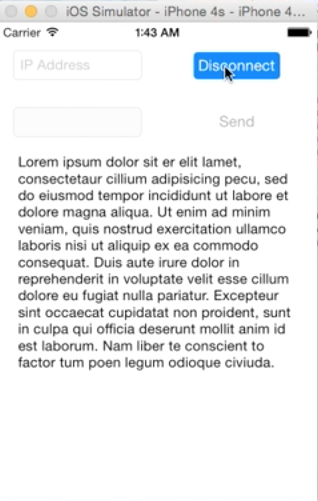 iOS Simulator - iPhone 4s - iPhone 4...
Carrier 1:43 AM
IP Address Disconnect
Send
Lorem ipsum dolor sit er elit lamet,
consectetaur cillium adipisicing pecu, sed
do eiusmod tempor incididunt ut labore et
dolore magna aliqua. Ut enim ad minim
veniam, quis nostrud exercitation ullamco
laboris nisi ut aliquip ex ea commodo
consequat. Duis aute irure dolor in
reprehenderit in voluptate velit esse cillum
dolore eu fugiat nulla pariatur. Excepteur
sint occaecat cupidatat non proident, sunt
in culpa qui officia deserunt mollit anim id
est laborum. Nam liber te conscient to
factor tum poen legum odioque civiuda.